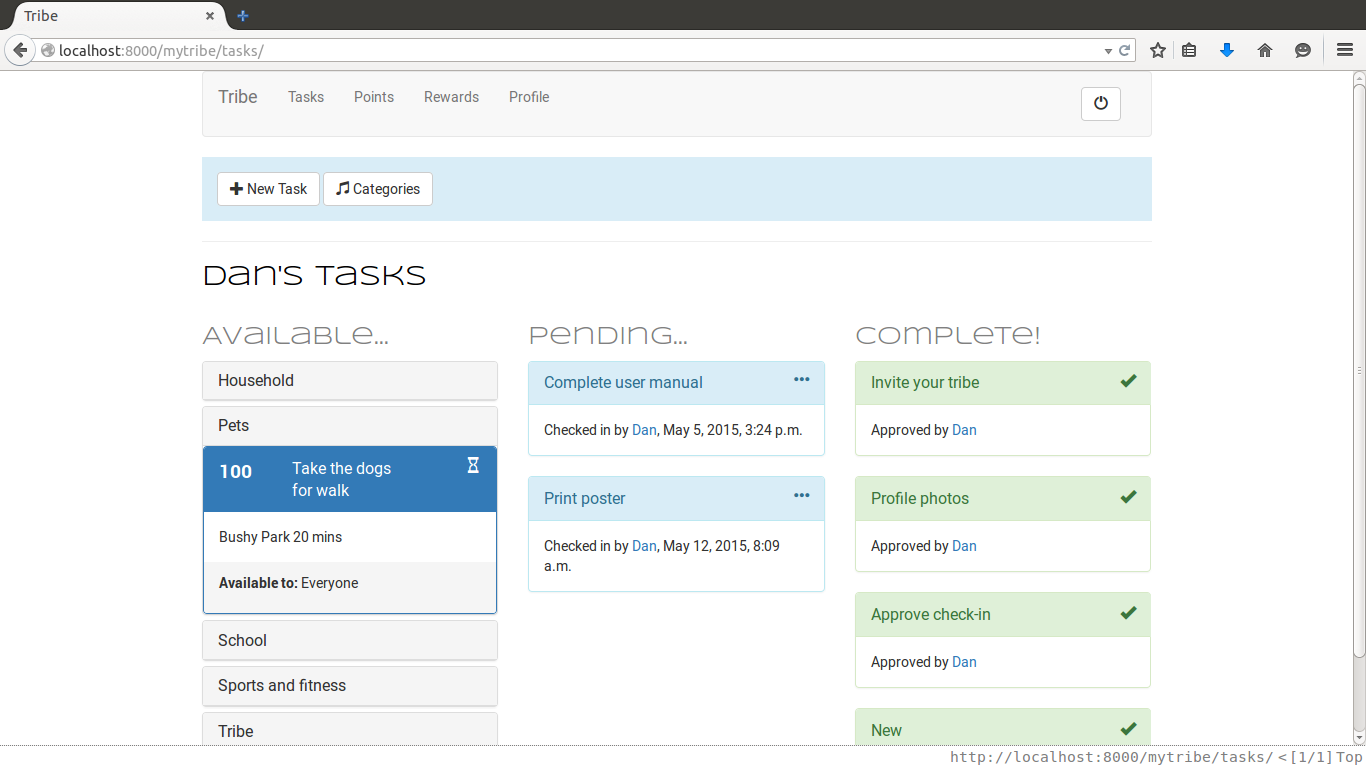 Tribe
localhost:8000/mytribe/tasks/
Tribe Tasks Points Rewards Profile
New Task Categories
Dan's Tasks
Available...
Household
Pets
100 Take the dogs
for walk
Bushy Park 20 mins
Available to: Everyone
School
Sports and fitness
Tribe
Pending...
Complete user manual
Checked in by Dan, May 5, 2015, 3:24 p.m.
Print poster
Checked in by Dan, May 12, 2015, 8:09
a.m.
Complete!
Invite your tribe
Approved by Dan
Profile photos
Approved by Dan
Approve check-in
Approved by Dan
New
http://localhost:8000/mytribe/tasks/ < [1/1] Top